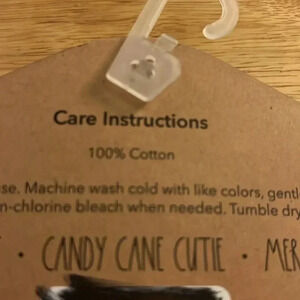 Care Instructions
100% Cotton
use. Machine wash cold with like colors, gentl
n-chlorine bleach when needed. Tumble dry
• CANDY CANE CUTIE • MER